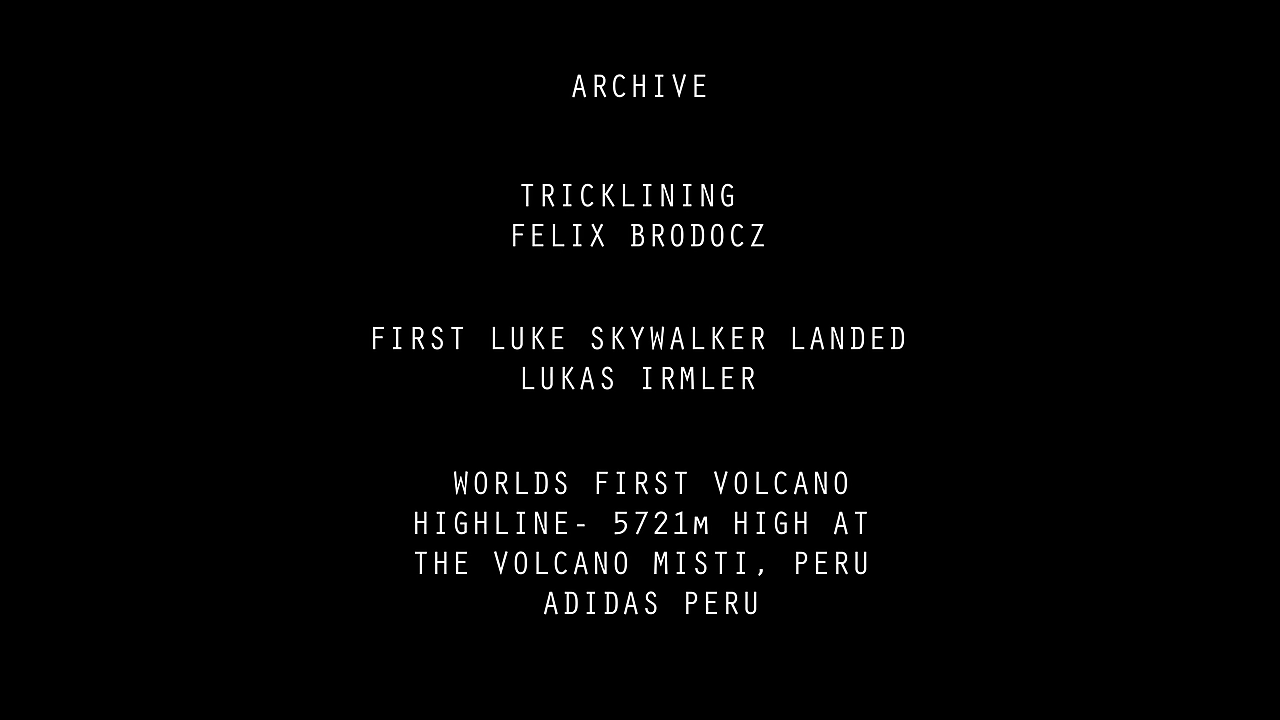 ARCHIVE
TRICKLINING
FELIX BRODOCZ
FIRST LUKE SKYWALKER LANDED
LUKAS IRMLER
WORLDS FIRST VOLCANO
HIGHLINE- 5721M HIGH AT
THE VOLCANO MISTI, PERU
ADIDAS PERU